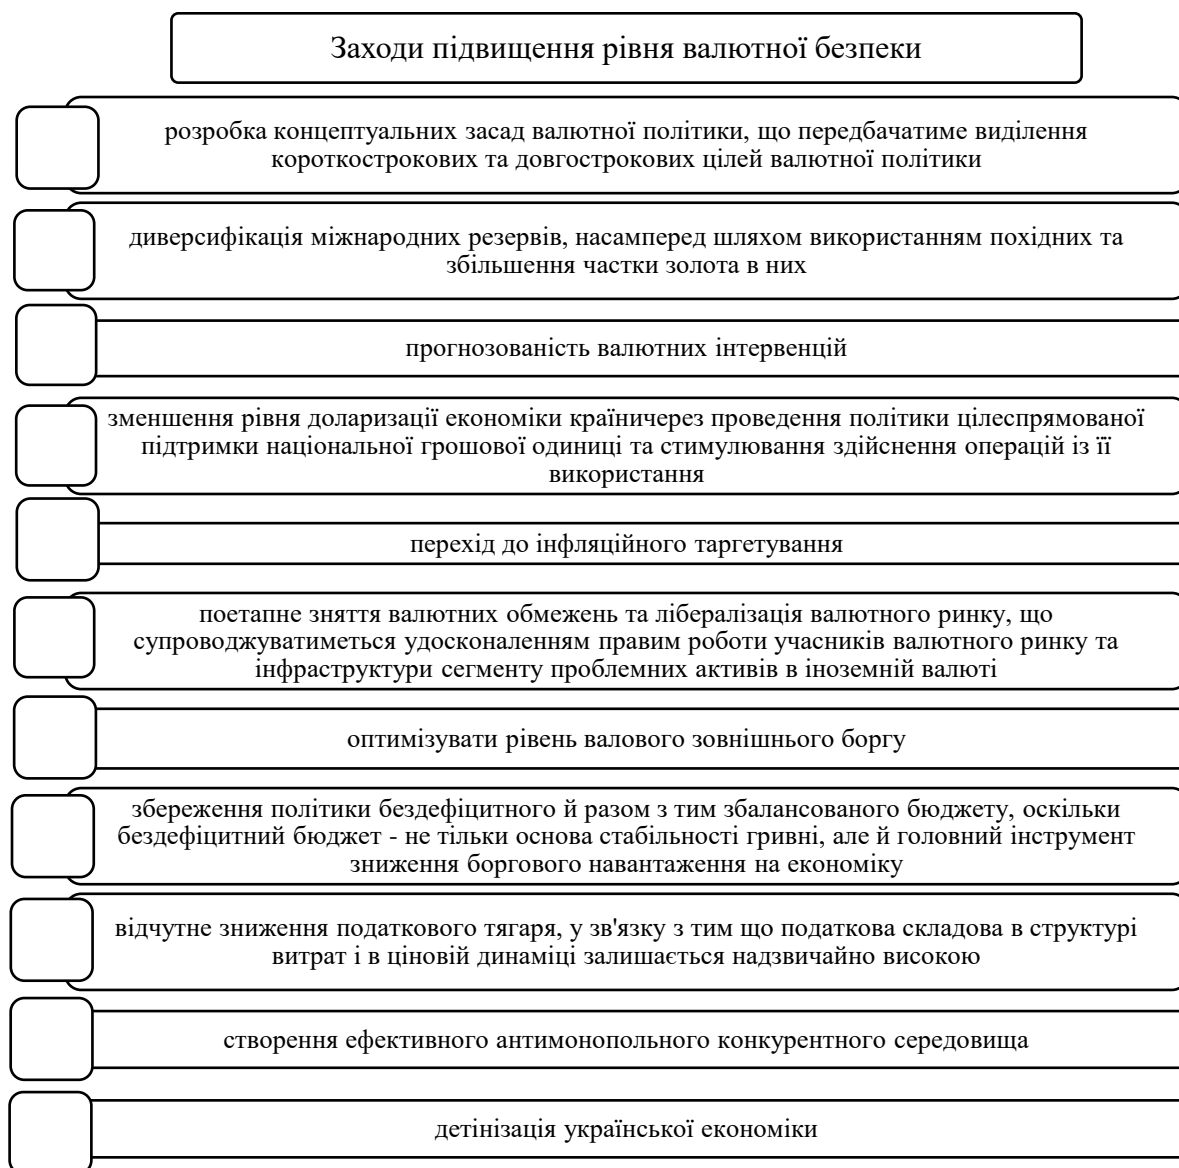 Заходи підвищення рівня валютної безпеки
розробка концептуальних засад валютної політики, що передбачатиме виділення
короткострокових та довгострокових цілей валютної політики
диверсифікація міжнародних резервів, насамперед шляхом використанням похідних та
збільшення частки золота в них
прогнозованість валютних інтервенцій
зменшення рівня доларизації економіки країничерез проведення політики цілеспрямованої
підтримки національної грошової одиниці та стимулювання здійснення операцій із її
використання
перехід до інфляційного таргетування
поетапне зняття валютних обмежень та лібералізація валютного ринку, що
супроводжуватиметься удосконаленням правим роботи учасників валютного ринку та
інфраструктури сегменту проблемних активів в іноземній валюті
оптимізувати рівень валового зовнішнього боргу
збереження політики бездефіцитного й разом з тим збалансованого бюджету, оскільки
бездефіцитний бюджет - не тільки основа стабільності гривні, але й головний інструмент
зниження боргового навантаження на економіку
відчутне зниження податкового тягаря, у зв'язку з тим що податкова складова в структурі
витрат і в ціновій динаміці залишається надзвичайно високою
створення ефективного антимонопольного конкурентного середовища
детінізація української економіки